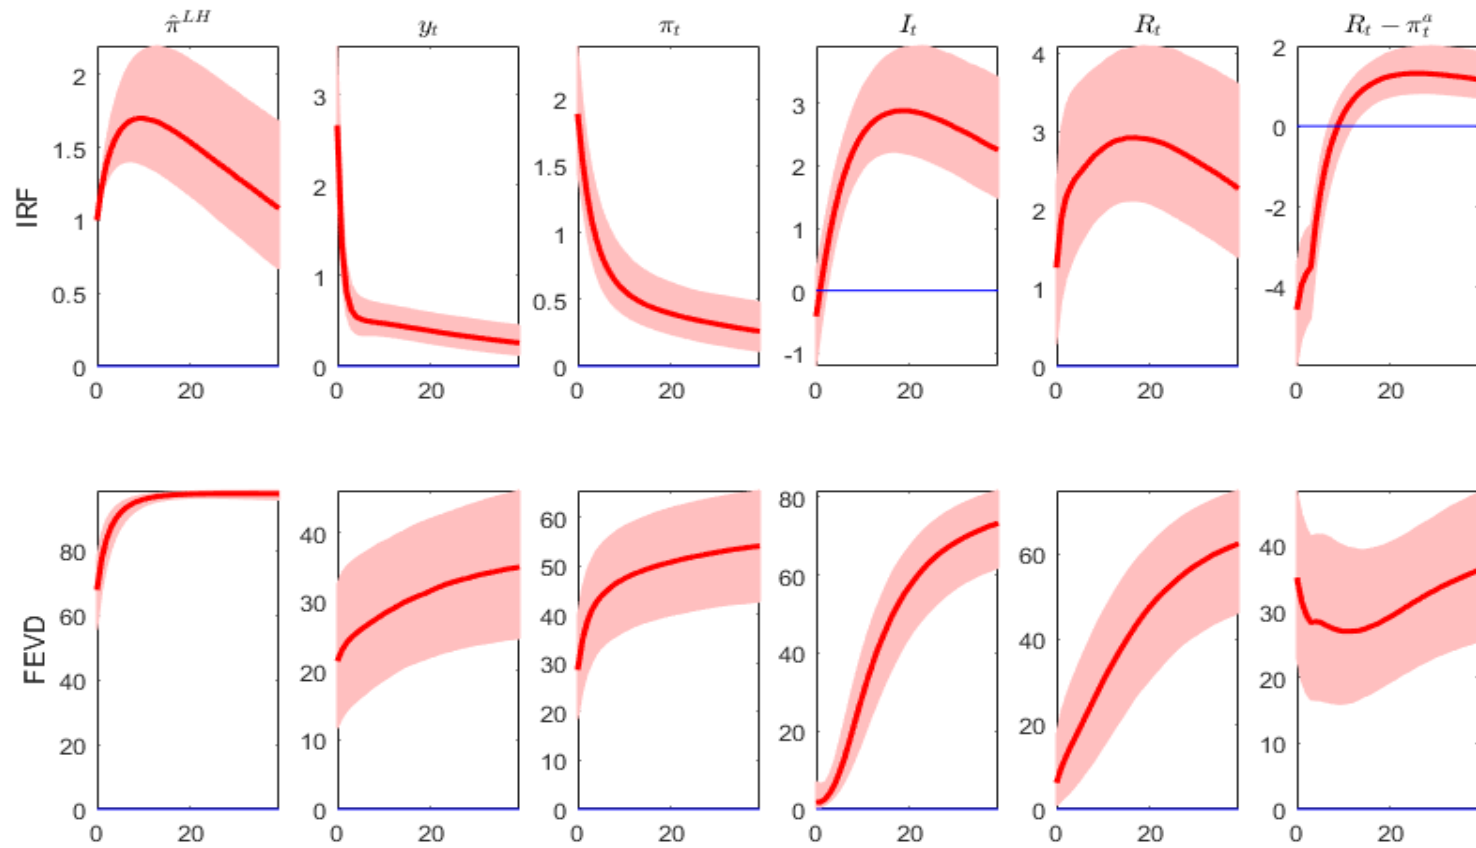 π̂^{LH} y_t π_t I_t R_t R_t − π_t^a
IRF
2 1.5 1 0.5 0
3 2 1 0
2 1.5 1 0.5 0
3 2 1 0 -1
4 3 2 1 0
2 0 -2 -4
0 20 0 20 0 20 0 20 0 20 0 20
FEVD
80 60 40 20 0
40 30 20 10 0
60 50 40 30 20 10 0
80 60 40 20 0
60 40 20 0
40 30 20 10 0
0 20 0 20 0 20 0 20 0 20 0 20